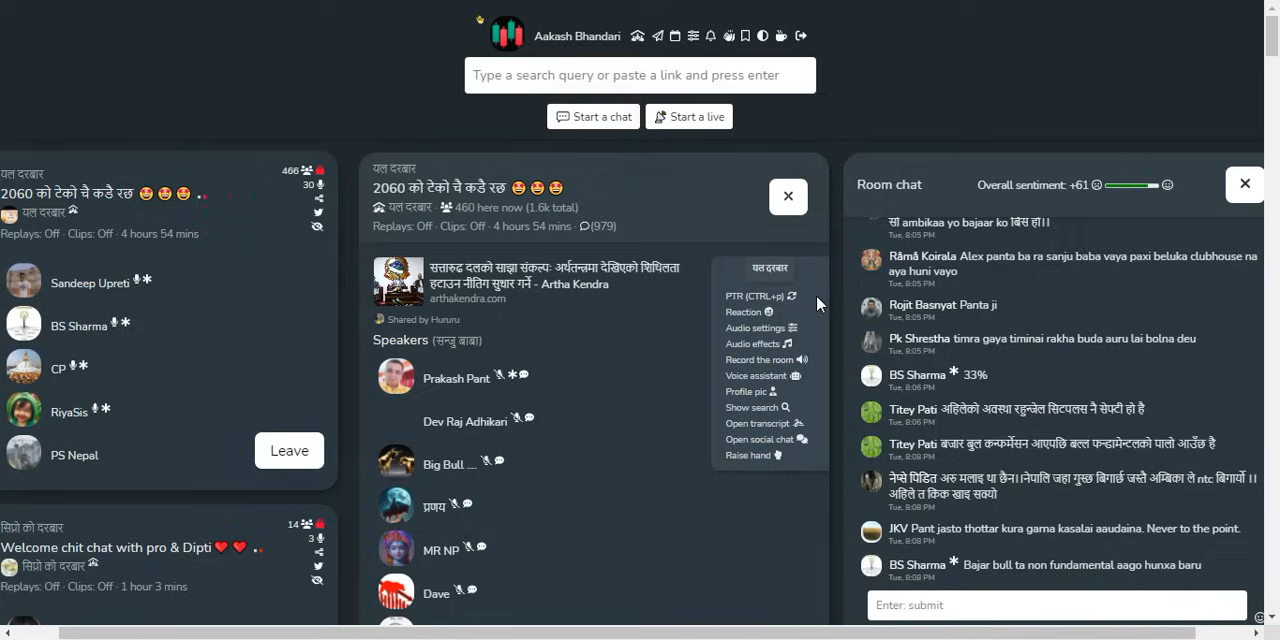 Aakash Bhandari
Type a search query or paste a link and press enter
Start a chat
Start a live
यल दरबार
466
2060 को टेको चै कडै रछ
30
यल दरबार
Replays: Off · Clips: Off · 4 hours 54 mins
Sandeep Upreti
BS Sharma
CP
RiyaSis
PS Nepal
Leave
सिप्रो को दरबार
14
Welcome chit chat with pro & Dipti
3
सिप्रो को दरबार
Replays: Off · Clips: Off · 1 hour 3 mins
यल दरबार
2060 को टेको चै कडै रछ
यल दरबार · 460 here now (1.6k total)
Replays: Off · Clips: Off · 4 hours 54 mins · (979)
सत्तारुढ दलको साझा संकल्पः अर्थतन्त्रमा देखिएको शिथिलता
हटाउन नीतिग सुधार गर्ने - Artha Kendra
arthakendra.com
Shared by Hururu
Speakers (सन्जु बाबा)
Prakash Pant
Dev Raj Adhikari
Big Bull ....
प्रणय
MR NP
Dave
यल दरबार
PTR (CTRL+p)
Reaction
Audio settings
Audio effects
Record the room
Voice assistant
Profile pic
Show search
Open transcript
Open social chat
Raise hand
Room chat
Overall sentiment: +61
सी ambikaa yo bajaar ko बिस हो।।
Tue, 8:05 PM
Råmå Koirala Alex panta ba ra sanju baba vaya paxi beluka clubhouse na
aya huni vayo
Tue, 8:05 PM
Rojit Basnyat Panta ji
Tue, 8:05 PM
Pk Shrestha timra gaya timinai rakha buda auru lai bolna deu
Tue, 8:05 PM
BS Sharma * 33%
Tue, 8:06 PM
Titey Pati अहिलेको अवस्था रहुन्जेल सिटपलस नै सेफ्टी हो है
Tue, 8:06 PM
Titey Pati बजार बुल कन्फर्मेसन आएपछि बल्ल फन्डामेन्टलको पालो आउँछ है
Tue, 8:08 PM
नेप्से पिडित अरु मलाइ था छैन।।नेपालि जहा गुस्छ बिगार्छ जस्तै अम्बिका ले ntc बिगार्यो ।।
अहिले त किक खाइ सक्यो
Tue, 8:08 PM
JKV Pant jasto thottar kura garna kasalai aaudaina. Never to the point.
Tue, 8:08 PM
BS Sharma * Bajar bull ta non fundamental aago hunxa baru
Tue, 8:08 PM
Enter: submit